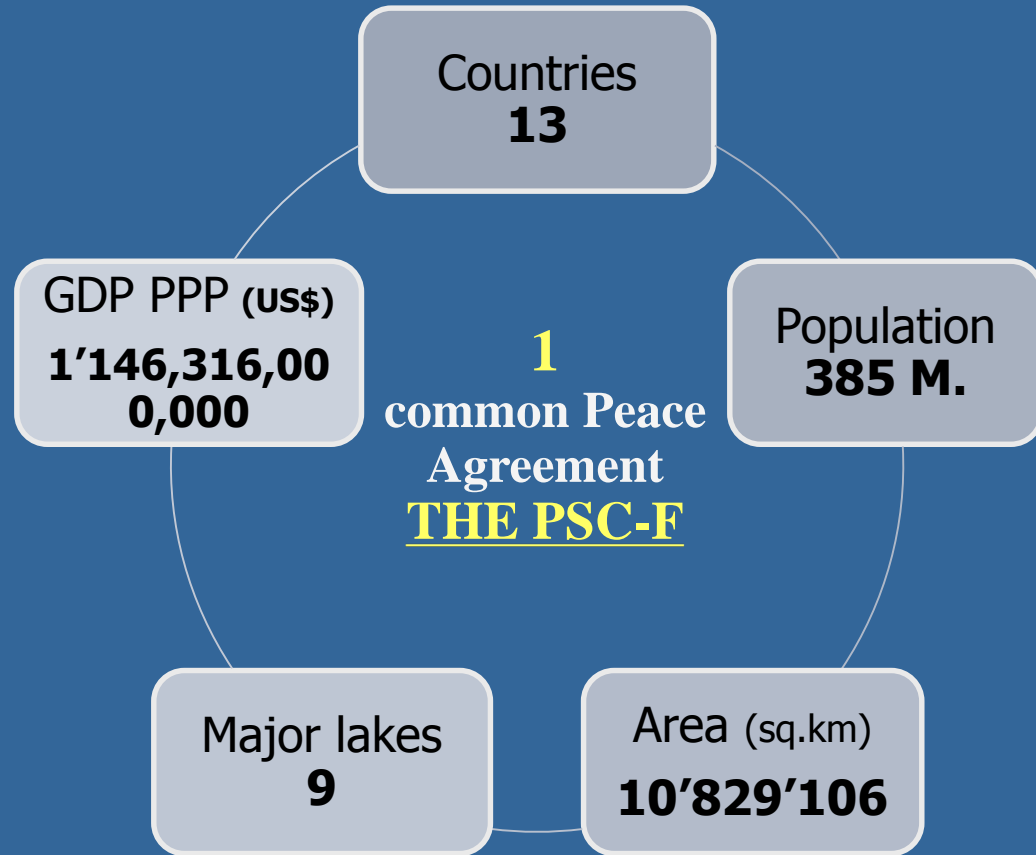 Countries
13
GDP PPP (US$)
1’146,316,00
0,000
1
common Peace
Agreement
THE PSC-F
Population
385 M.
Major lakes
9
Area (sq.km)
10’829’106